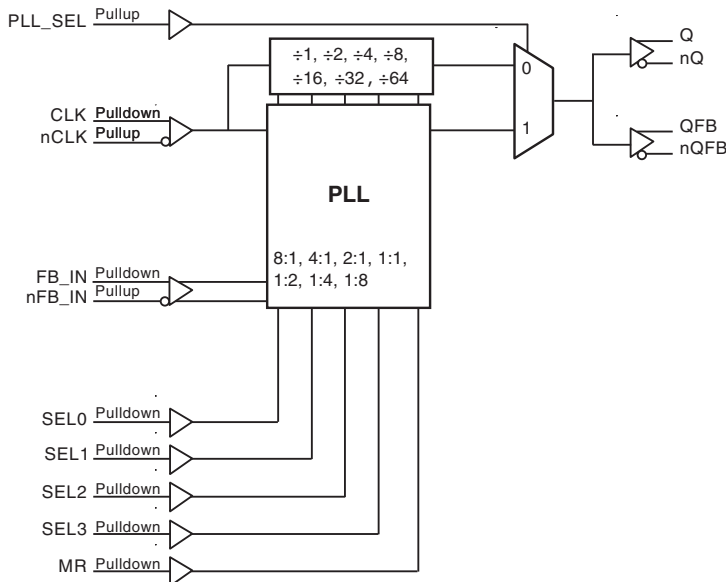 PLL_SEL Pullup
÷1, ÷2, ÷4, ÷8,
÷16, ÷32 , ÷64
0
1
Q
nQ
QFB
nQFB
CLK Pulldown
nCLK Pullup
PLL
8:1, 4:1, 2:1, 1:1,
1:2, 1:4, 1:8
FB_IN Pulldown
nFB_IN Pullup
SEL0 Pulldown
SEL1 Pulldown
SEL2 Pulldown
SEL3 Pulldown
MR Pulldown